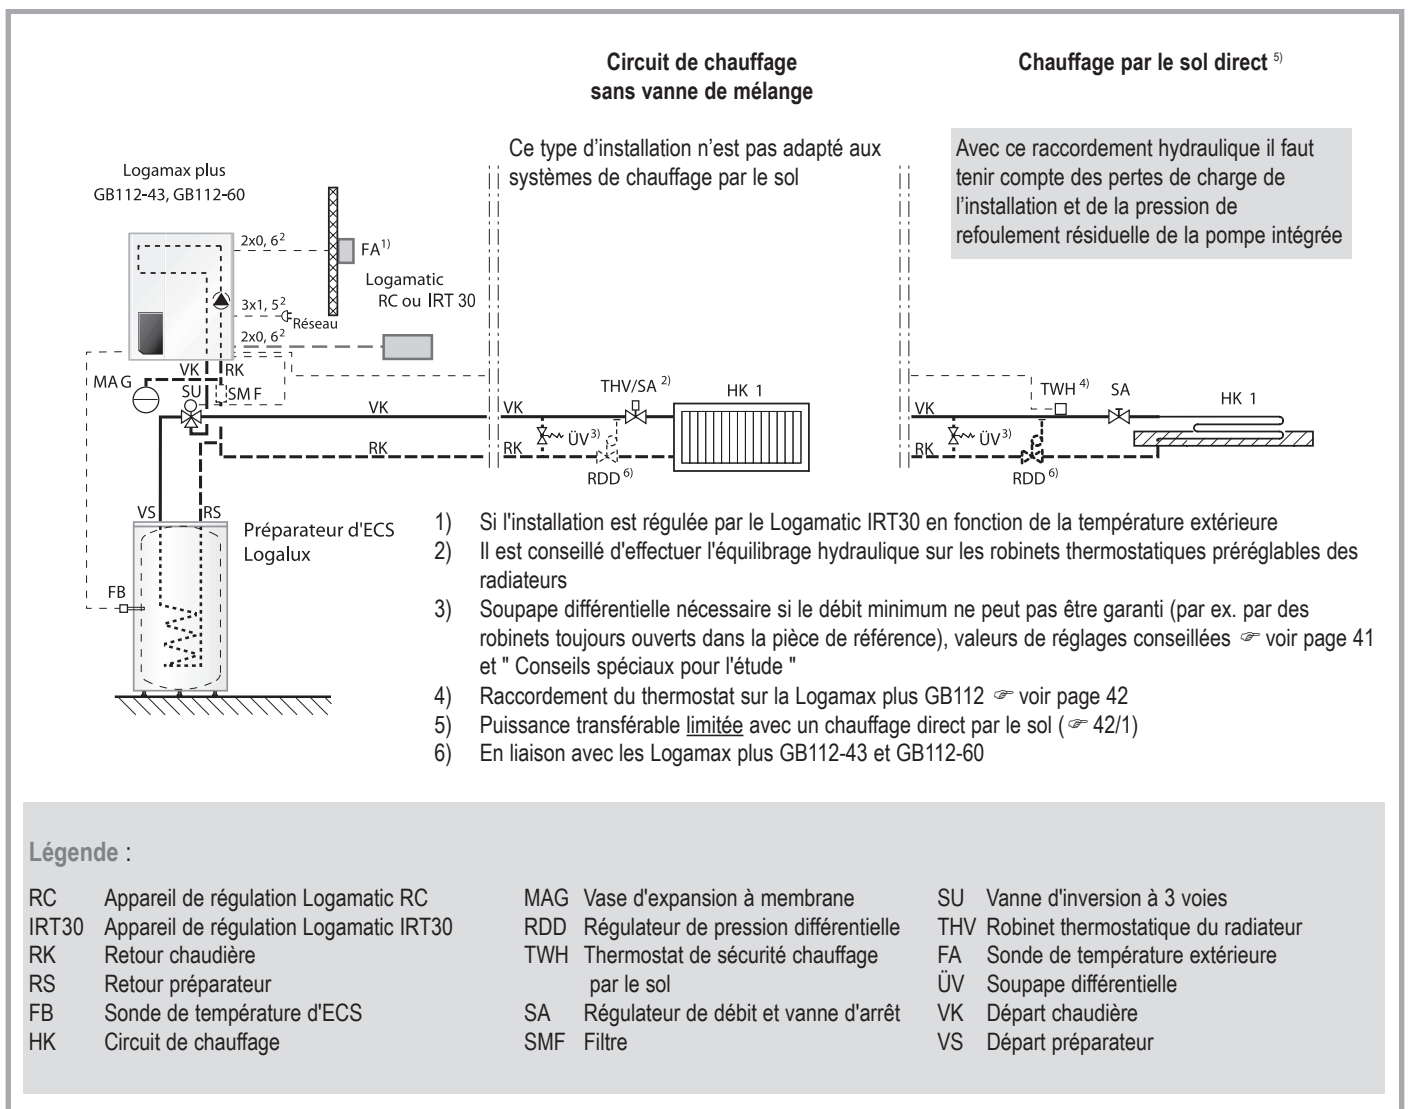 Circuit de chauffage
sans vanne de mélange
Chauffage par le sol direct 5)
Ce type d'installation n'est pas adapté aux
systèmes de chauffage par le sol
Avec ce raccordement hydraulique il faut
tenir compte des pertes de charge de
l'installation et de la pression de
refoulement résiduelle de la pompe intégrée
Logamax plus
GB112-43, GB112-60
2x0, 6²
FA 1)
Logamatic
RC ou IRT 30
3x1, 5²
Réseau
2x0, 6²
MAG
VK
RK
SU
SMF
VK
RK
VK
RK
THV/SA 2)
HK 1
ÜV 3)
RDD 6)
VK
RK
TWH 4)
SA
HK 1
ÜV 3)
RDD 6)
VS
RS
Préparateur d'ECS
Logalux
FB
1) Si l'installation est régulée par le Logamatic IRT30 en fonction de la température extérieure
2) Il est conseillé d'effectuer l'équilibrage hydraulique sur les robinets thermostatiques préréglables des
radiateurs
3) Soupape différentielle nécessaire si le débit minimum ne peut pas être garanti (par ex. par des
robinets toujours ouverts dans la pièce de référence), valeurs de réglages conseillées ☞ voir page 41
et " Conseils spéciaux pour l'étude "
4) Raccordement du thermostat sur la Logamax plus GB112 ☞ voir page 42
5) Puissance transférable limitée avec un chauffage direct par le sol ( ☞ 42/1)
6) En liaison avec les Logamax plus GB112-43 et GB112-60
Légende :
RC Appareil de régulation Logamatic RC
IRT30 Appareil de régulation Logamatic IRT30
RK Retour chaudière
RS Retour préparateur
FB Sonde de température d'ECS
HK Circuit de chauffage
MAG Vase d'expansion à membrane
RDD Régulateur de pression différentielle
TWH Thermostat de sécurité chauffage
par le sol
SA Régulateur de débit et vanne d'arrêt
SMF Filtre
SU Vanne d'inversion à 3 voies
THV Robinet thermostatique du radiateur
FA Sonde de température extérieure
ÜV Soupape différentielle
VK Départ chaudière
VS Départ préparateur